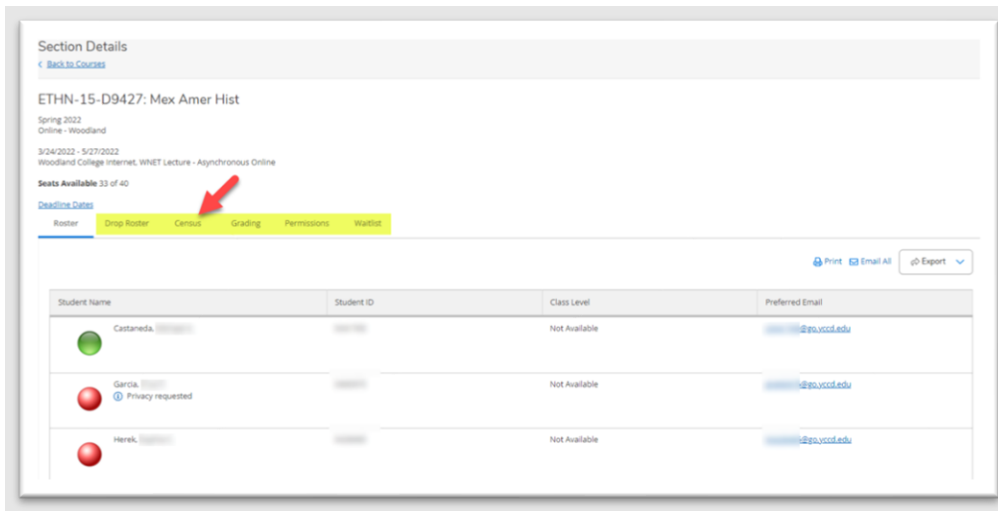 Section Details
< Back to Courses
ETHN-15-D9427: Mex Amer Hist
Spring 2022
Online - Woodland
3/24/2022 - 5/27/2022
Woodland College Internet, WNET Lecture - Asynchronous Online
Seats Available 33 of 40
Deadline Dates
Roster Drop Roster Census Grading Permissions Waitlist
Print Email All Export
Student Name Student ID Class Level Preferred Email
Castaneda, Not Available @go.yccd.edu
Garcia, Not Available @go.yccd.edu
Privacy requested
Herek, Not Available @go.yccd.edu